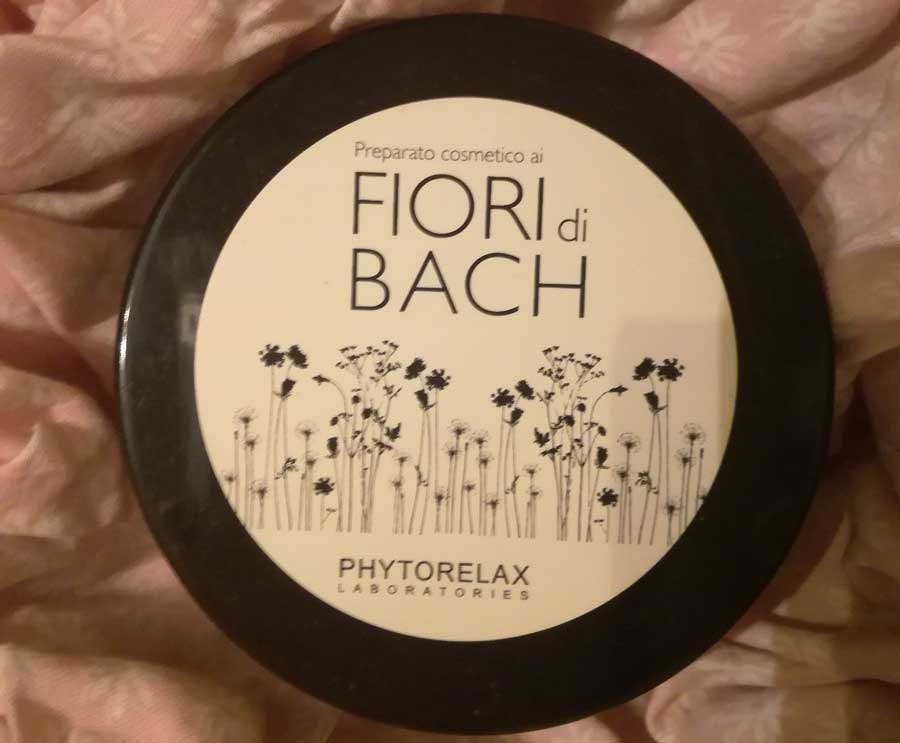 Preparato cosmetico ai
FIORI di
BACH
PHYTORELAX
LABORATORIES